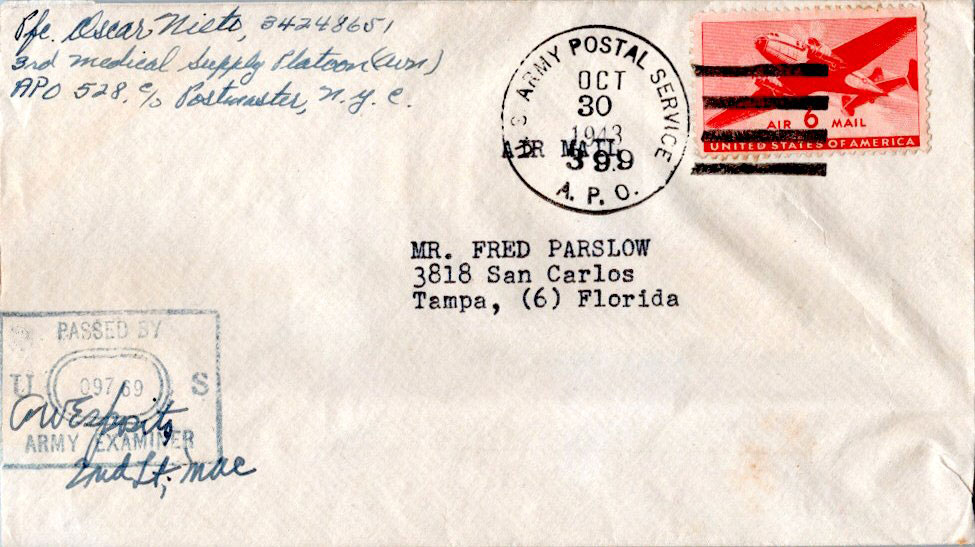 Pfc. Oscar Nieto, 34248651
3rd Medical Supply Platoon (Avn)
APO 528, c/o Postmaster, N.Y.C.
U.S. ARMY POSTAL SERVICE
OCT
30
1943
AIR MAIL
399
A. P. O.
AIR 6 MAIL
UNITED STATES OF AMERICA
MR. FRED PARSLOW
3818 San Carlos
Tampa, (6) Florida
PASSED BY
U 09769 S
ARMY EXAMINER
Esposito
2nd Lt, MAC